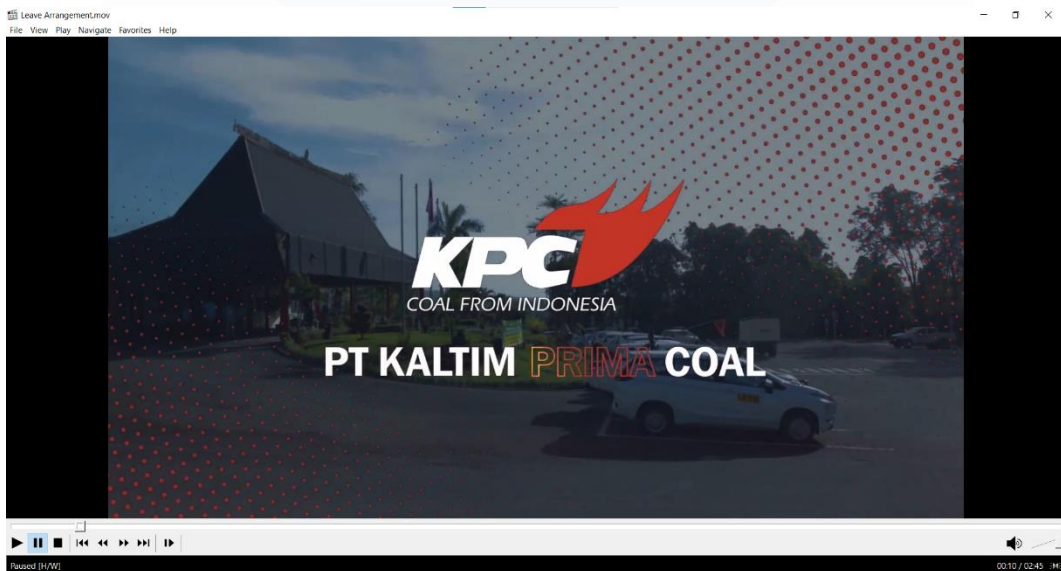 Leave Arrangement.mov
File View Play Navigate Favorites Help
KPC
COAL FROM INDONESIA
PT KALTIM PRIMA COAL
Paused [H/W]
00:10 / 02:45